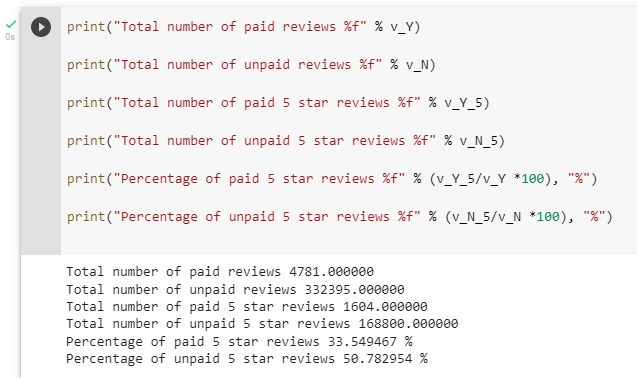 0s
print("Total number of paid reviews %f" % v_Y)
print("Total number of unpaid reviews %f" % v_N)
print("Total number of paid 5 star reviews %f" % v_Y_5)
print("Total number of unpaid 5 star reviews %f" % v_N_5)
print("Percentage of paid 5 star reviews %f" % (v_Y_5/v_Y *100), "%")
print("Percentage of unpaid 5 star reviews %f" % (v_N_5/v_N *100), "%")
Total number of paid reviews 4781.000000
Total number of unpaid reviews 332395.000000
Total number of paid 5 star reviews 1604.000000
Total number of unpaid 5 star reviews 168800.000000
Percentage of paid 5 star reviews 33.549467 %
Percentage of unpaid 5 star reviews 50.782954 %